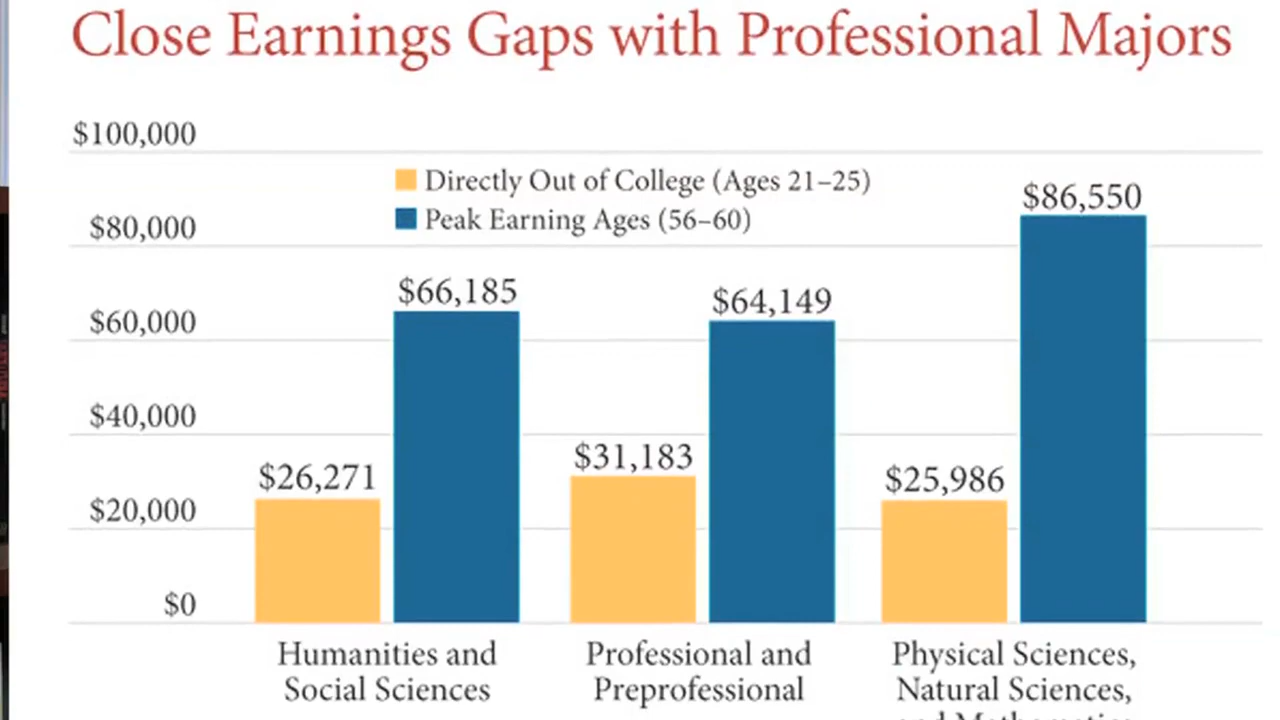 Close Earnings Gaps with Professional Majors
$100,000
Directly Out of College (Ages 21–25)
Peak Earning Ages (56–60)
$86,550
$80,000
$66,185
$64,149
$60,000
$40,000
$31,183
$26,271
$25,986
$20,000
$0
Humanities and
Social Sciences
Professional and
Preprofessional
Physical Sciences,
Natural Sciences,
and Mathematics